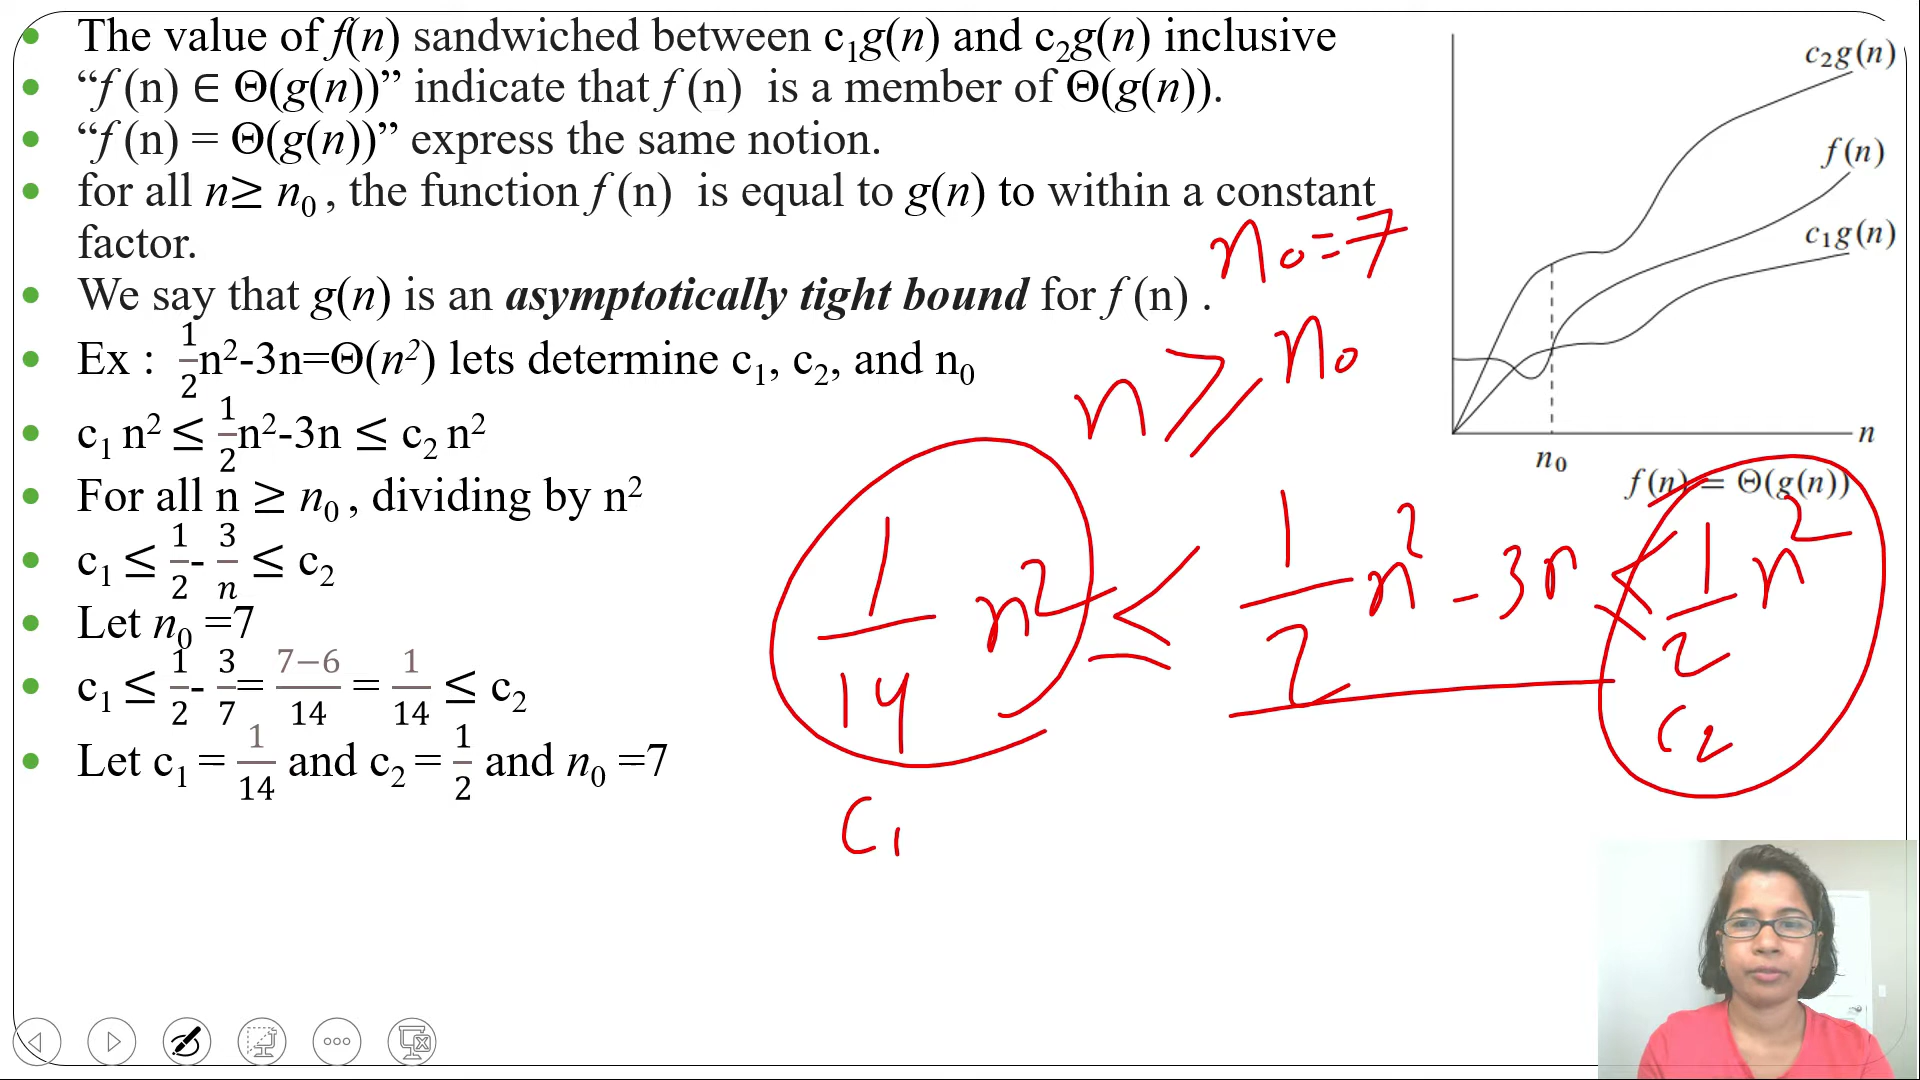 The value of f(n) sandwiched between c₁g(n) and c₂g(n) inclusive
“f (n) ∈ Θ(g(n))” indicate that f (n) is a member of Θ(g(n)).
“f (n) = Θ(g(n))” express the same notion.
for all n≥ n₀ , the function f (n) is equal to g(n) to within a constant
factor.
We say that g(n) is an asymptotically tight bound for f (n) .
Ex : 1/2 n²-3n=Θ(n²) lets determine c₁, c₂, and n₀
c₁ n² ≤ 1/2 n²-3n ≤ c₂ n²
For all n ≥ n₀ , dividing by n²
c₁ ≤ 1/2 - 3/n ≤ c₂
Let n₀ =7
c₁ ≤ 1/2 - 3/7 = 7−6/14 = 1/14 ≤ c₂
Let c₁ = 1/14 and c₂ = 1/2 and n₀ =7
n₀=7
n ≥ n₀
1/14 n² ≤ 1/2 n² - 3n ≤ 1/2 n²
c₁
c₂
c₂g(n)
f(n)
c₁g(n)
n
n₀
f(n) = Θ(g(n))